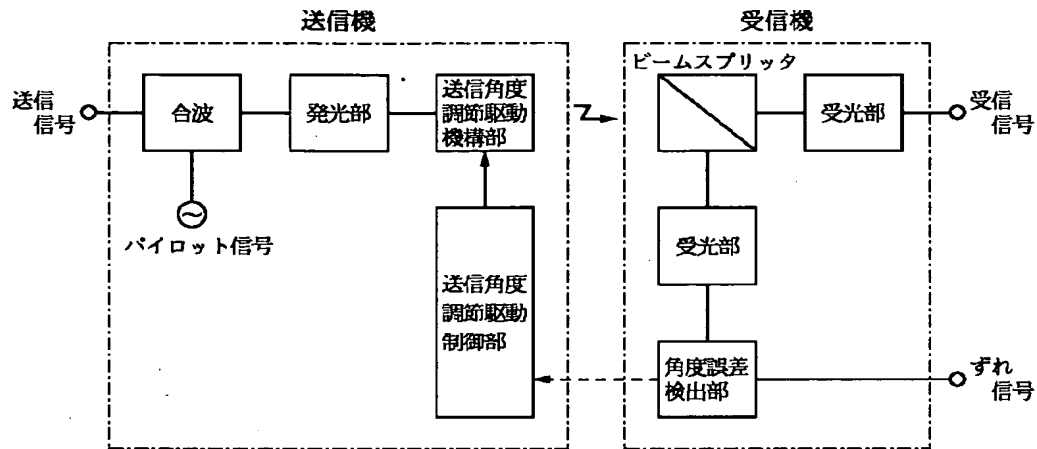 送信機
受信機
送信
信号
合波
発光部
送信角度
調節駆動
機構部
パイロット信号
送信角度
調節駆動
制御部
ビームスプリッタ
受光部
受信
信号
受光部
角度誤差
検出部
ずれ
信号